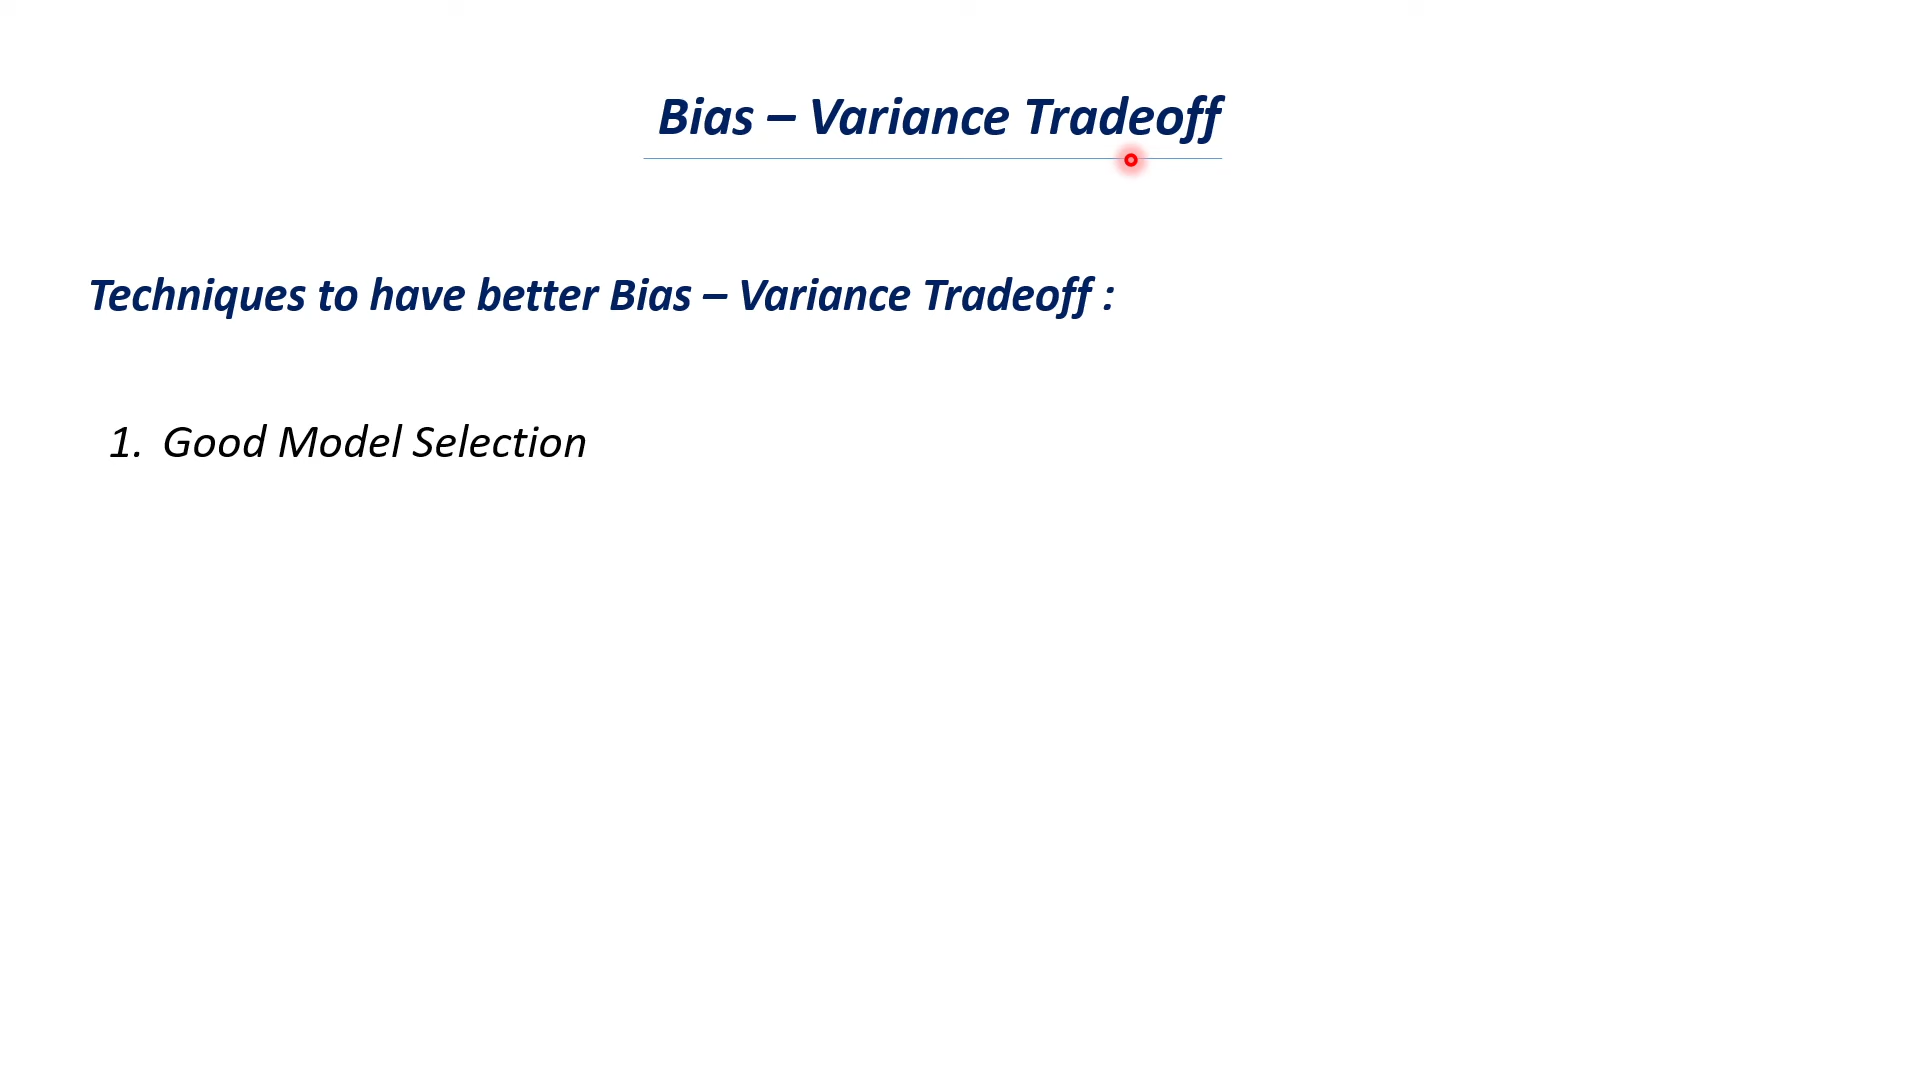 Bias – Variance Tradeoff
Techniques to have better Bias – Variance Tradeoff :
1. Good Model Selection